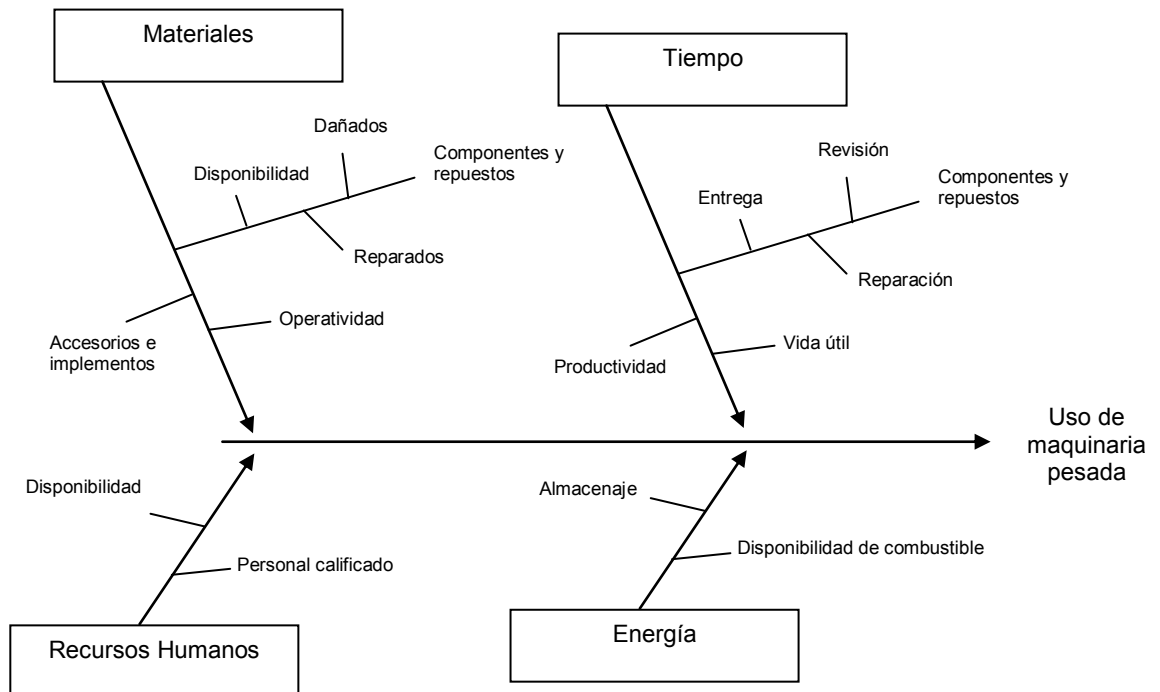 Materiales
Tiempo
Dañados
Disponibilidad
Componentes y
repuestos
Reparados
Accesorios e
implementos
Operatividad
Revisión
Entrega
Componentes y
repuestos
Reparación
Productividad
Vida útil
Uso de
maquinaria
pesada
Disponibilidad
Personal calificado
Almacenaje
Disponibilidad de combustible
Recursos Humanos
Energía